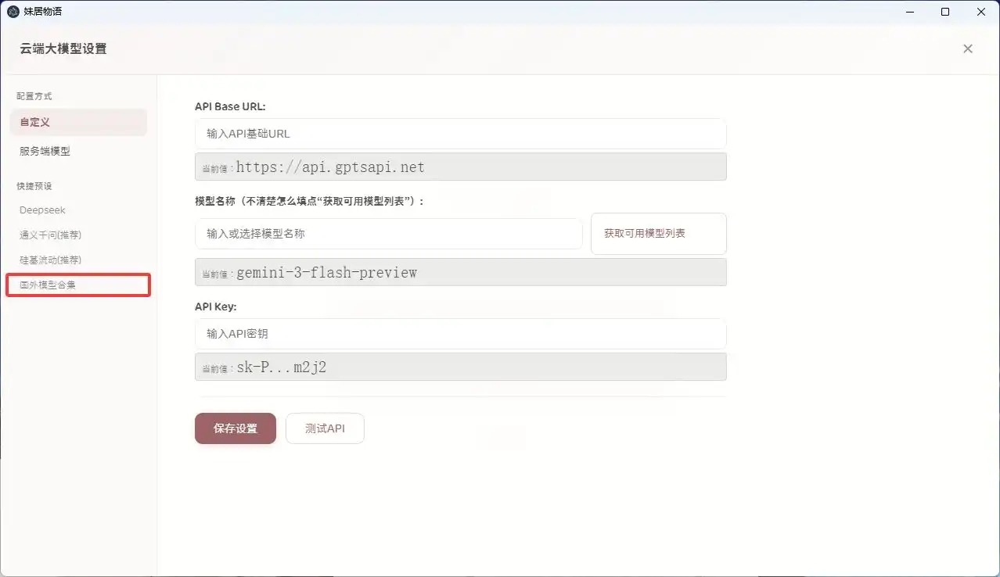 妹居物语
云端大模型设置
配置方式
自定义
服务端模型
快捷预设
Deepseek
通义千问(推荐)
硅基流动(推荐)
国外模型合集
API Base URL:
输入API基础URL
当前值：https://api.gptsapi.net
模型名称（不清楚怎么填点“获取可用模型列表”）:
输入或选择模型名称
获取可用模型列表
当前值：gemini-3-flash-preview
API Key:
输入API密钥
当前值：sk-P...m2j2
保存设置
测试API